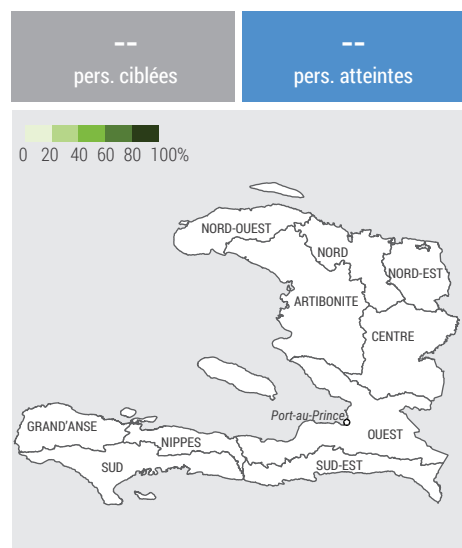 --
pers. ciblées
--
pers. atteintes
0 20 40 60 80 100%
NORD-OUEST
NORD
NORD-EST
ARTIBONITE
CENTRE
Port-au-Prince
GRAND'ANSE
NIPPES
OUEST
SUD
SUD-EST